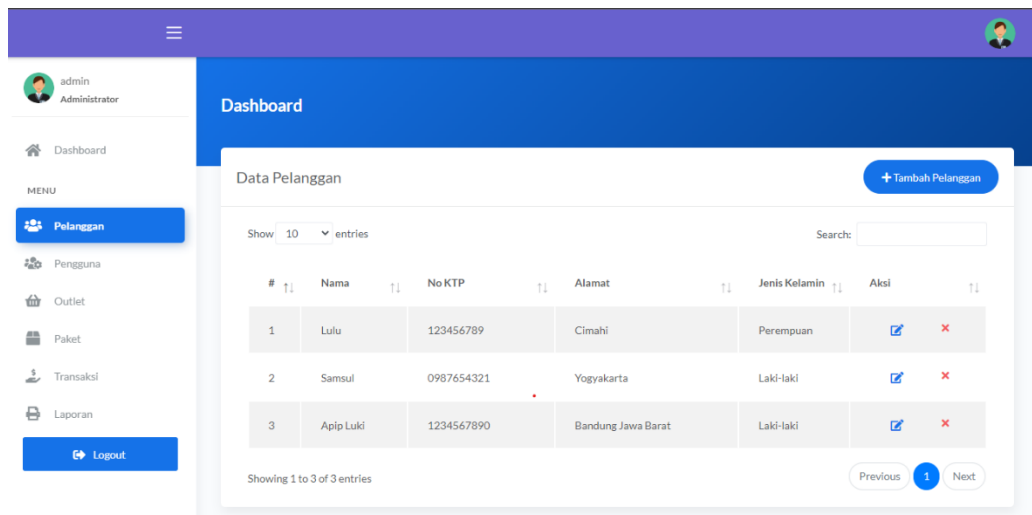 admin
Administrator
Dashboard
Dashboard
MENU
Pelanggan
Pengguna
Outlet
Paket
Transaksi
Laporan
Logout
Data Pelanggan
+ Tambah Pelanggan
Show 10 entries
Search:
# Nama No KTP Alamat Jenis Kelamin Aksi
1 Lulu 123456789 Cimahi Perempuan
2 Samsul 0987654321 Yogyakarta Laki-laki
3 Apip Luki 1234567890 Bandung Jawa Barat Laki-laki
Showing 1 to 3 of 3 entries
Previous 1 Next